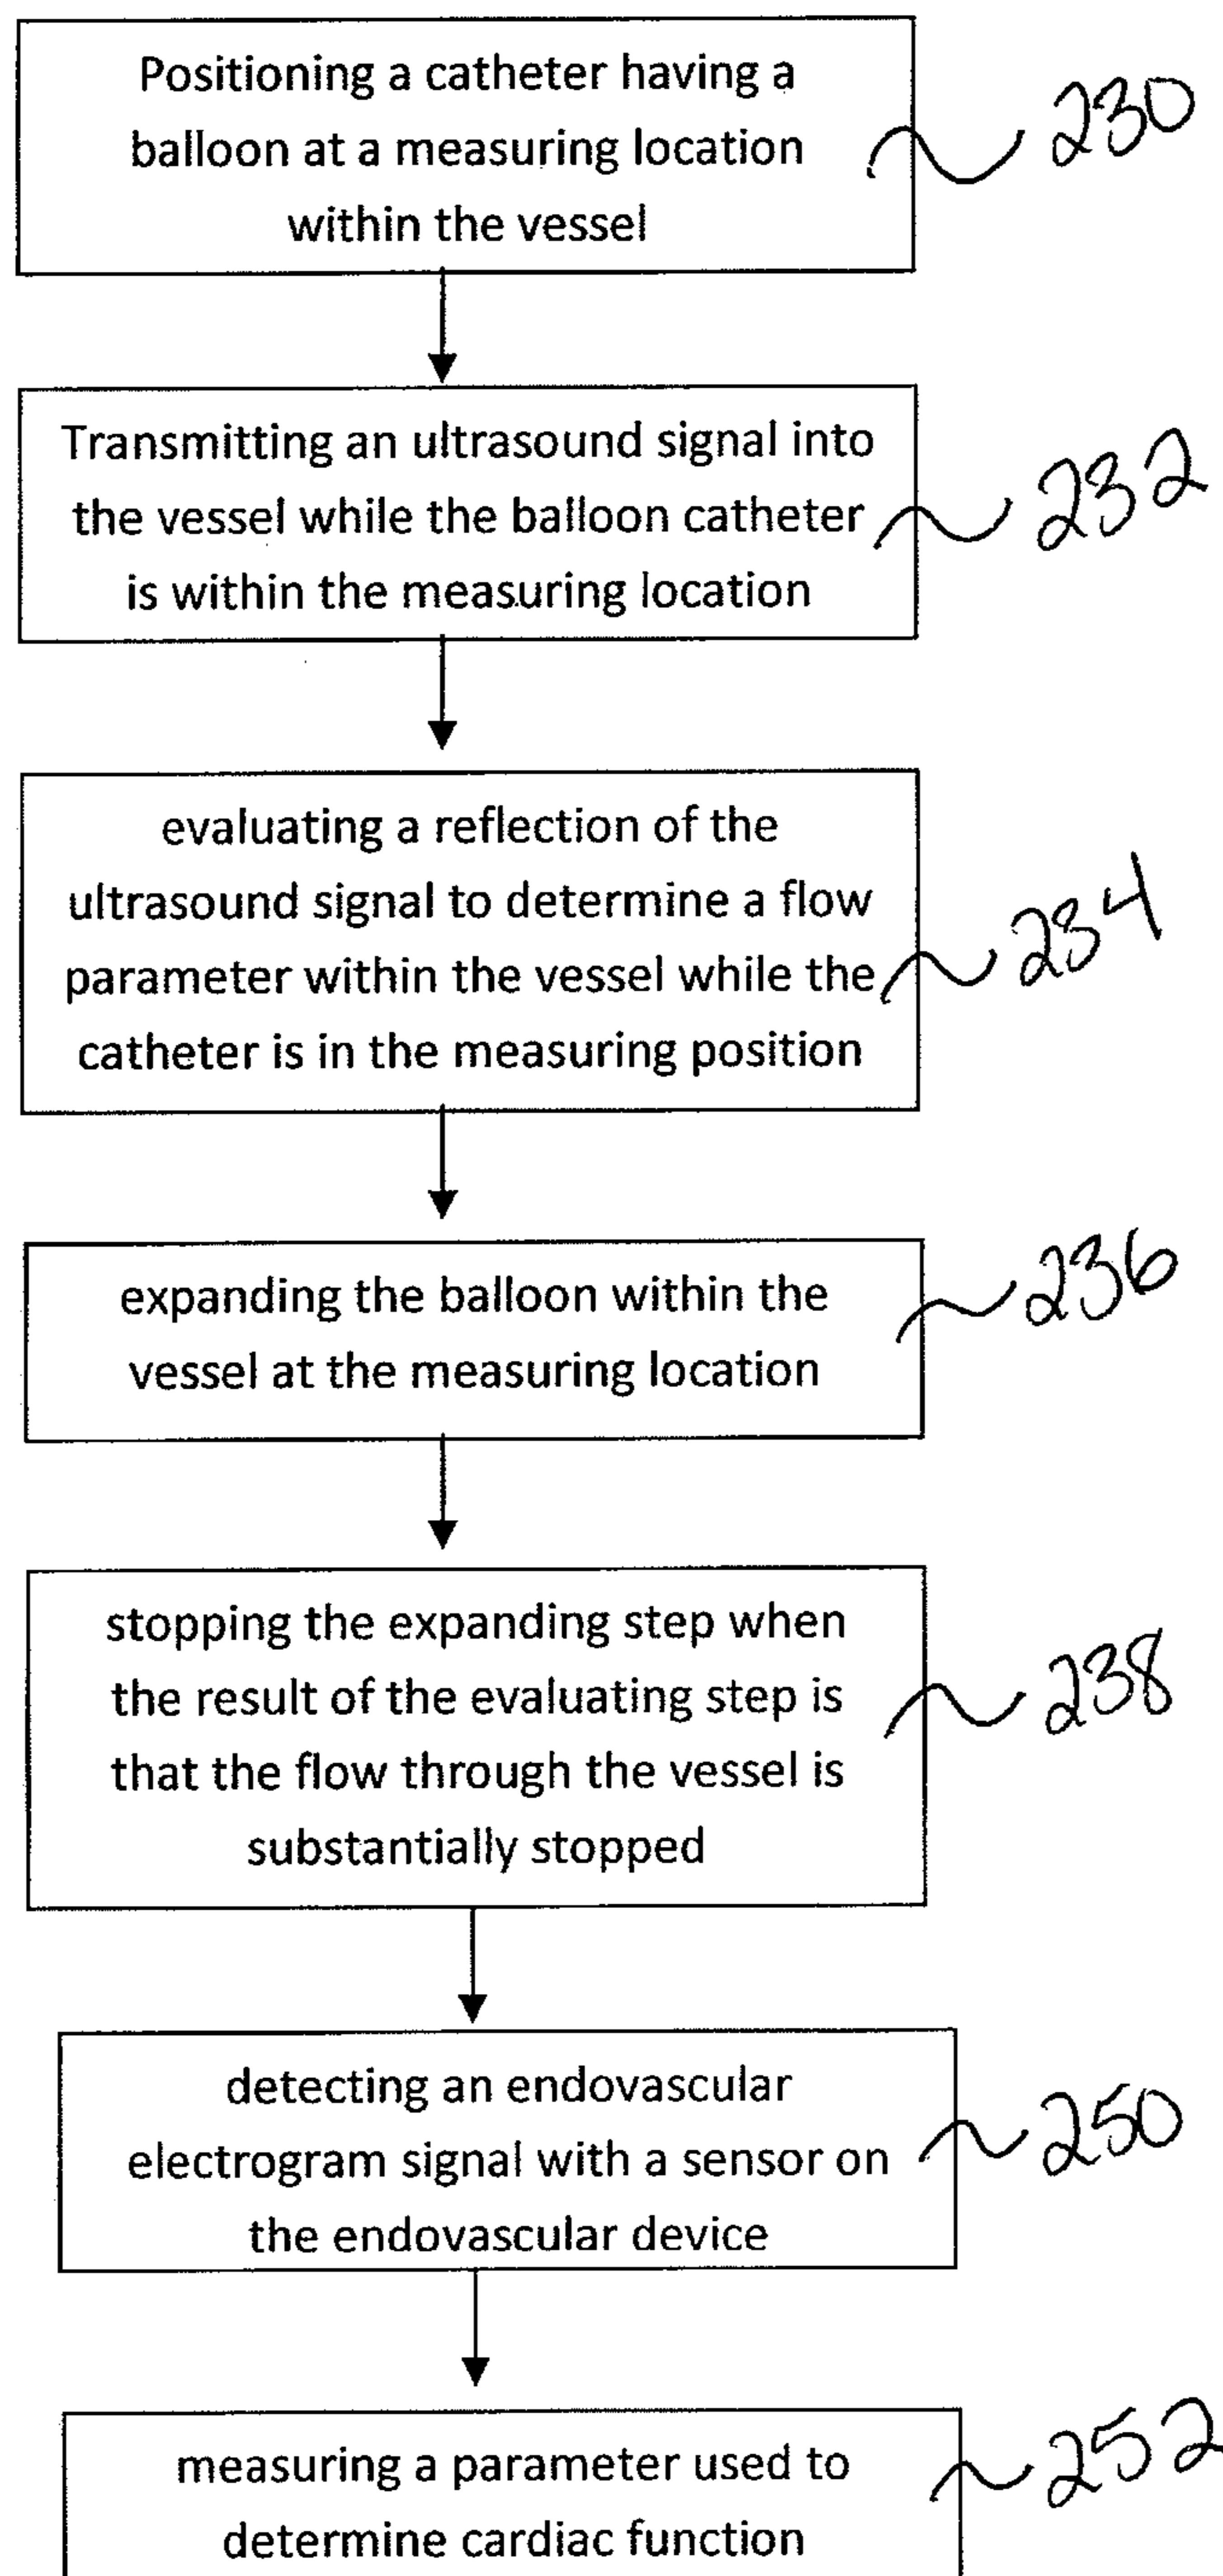 Positioning a catheter having a
balloon at a measuring location
within the vessel
230
Transmitting an ultrasound signal into
the vessel while the balloon catheter
is within the measuring location
232
evaluating a reflection of the
ultrasound signal to determine a flow
parameter within the vessel while the
catheter is in the measuring position
234
expanding the balloon within the
vessel at the measuring location
236
stopping the expanding step when
the result of the evaluating step is
that the flow through the vessel is
substantially stopped
238
detecting an endovascular
electrogram signal with a sensor on
the endovascular device
250
measuring a parameter used to
determine cardiac function
252